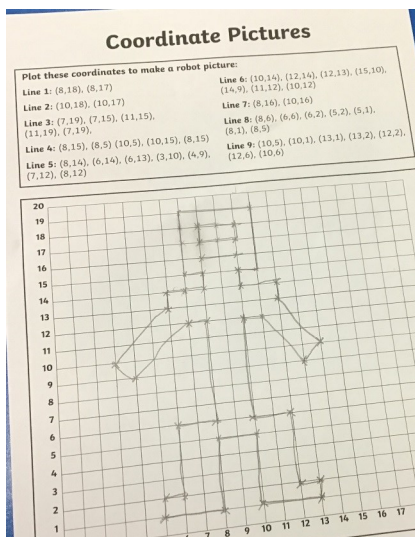 Coordinate Pictures
Plot these coordinates to make a robot picture:
Line 1: (8,18), (8,17)
Line 2: (10,18), (10,17)
Line 3: (7,19), (7,15), (11,15),
(11,19), (7,19),
Line 4: (8,15), (8,5) (10,5), (10,15), (8,15)
Line 5: (8,14), (6,14), (6,13), (3,10), (4,9),
(7,12), (8,12)
Line 6: (10,14), (12,14), (12,13), (15,10),
(14,9), (11,12), (10,12)
Line 7: (8,16), (10,16)
Line 8: (8,6), (6,6), (6,2), (5,2), (5,1),
(8,1), (8,5)
Line 9: (10,5), (10,1), (13,1), (13,2), (12,2),
(12,6), (10,6)
20
19
18
17
16
15
14
13
12
11
10
9
8
7
6
5
4
3
2
1
7 8 9 10 11 12 13 14 15 16 17